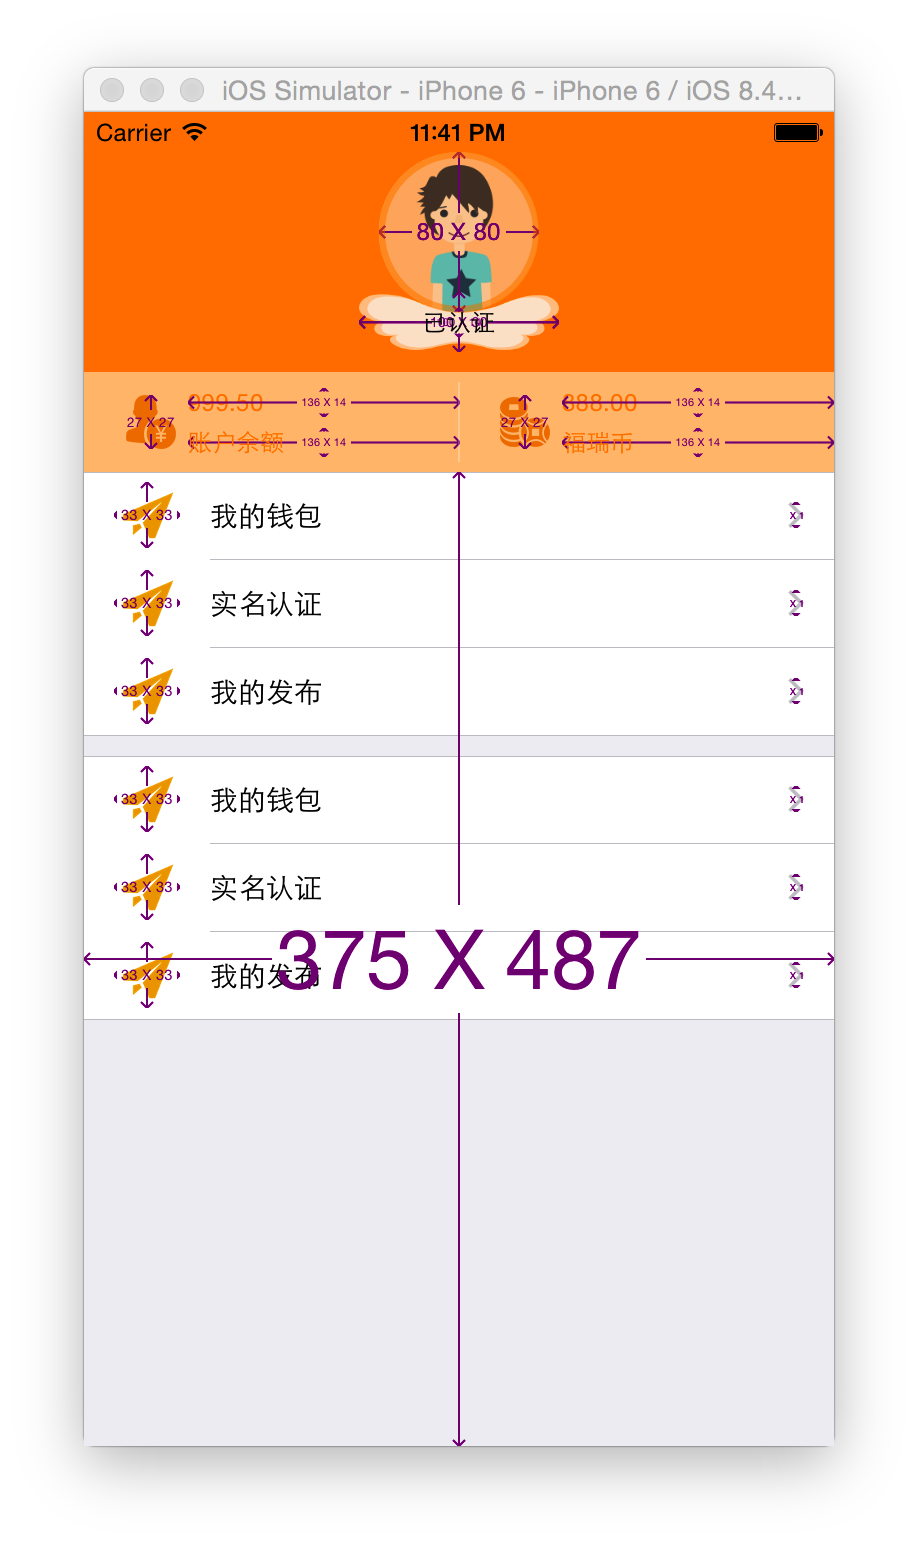 iOS Simulator - iPhone 6 - iPhone 6 / iOS 8.4...
Carrier 11:41 PM
80 X 80
已认证
999.50 136 X 14 888.00 136 X 14
27 X 27 27 X 27
账户余额 136 X 14 福瑞币 136 X 14
33 X 33 我的钱包
33 X 33 实名认证
33 X 33 我的发布
33 X 33 我的钱包
33 X 33 实名认证
375 X 487
33 X 33 我的发布